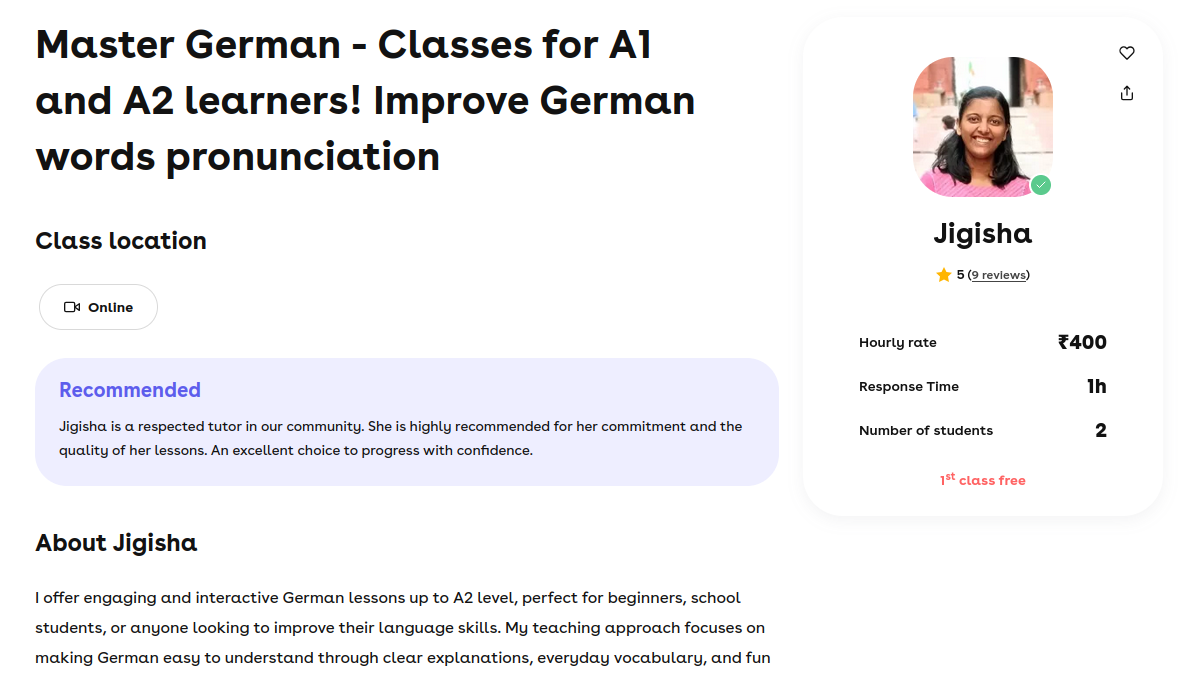 Master German - Classes for A1
and A2 learners! Improve German
words pronunciation
Class location
Online
Recommended
Jigisha is a respected tutor in our community. She is highly recommended for her commitment and the
quality of her lessons. An excellent choice to progress with confidence.
About Jigisha
I offer engaging and interactive German lessons up to A2 level, perfect for beginners, school
students, or anyone looking to improve their language skills. My teaching approach focuses on
making German easy to understand through clear explanations, everyday vocabulary, and fun
Jigisha
5 (9 reviews)
Hourly rate ₹400
Response Time 1h
Number of students 2
1st class free